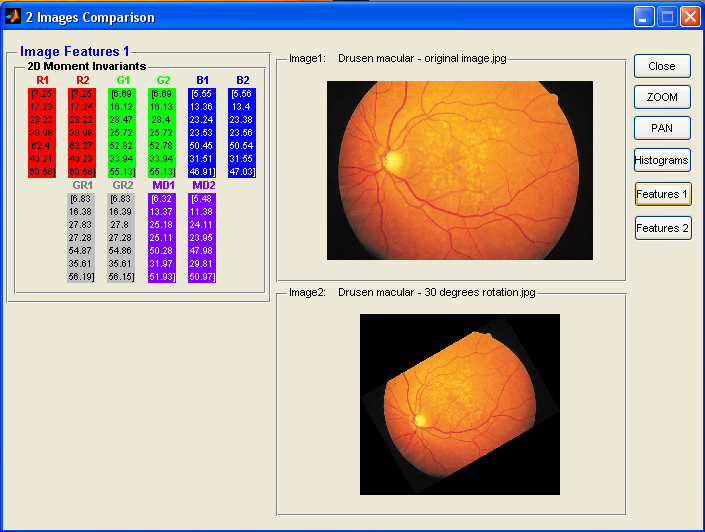 2 Images Comparison
Image Features 1
2D Moment Invariants
R1 R2 G1 G2 B1 B2
[7.25 [7.25 [6.69 [6.69 [5.55 [5.56
17.23 17.24 16.12 16.13 13.36 13.4
28.23 28.22 28.47 28.4 23.24 23.38
30.98 30.98 25.72 25.72 23.53 23.56
62.4 62.27 52.82 52.78 50.45 50.54
40.21 40.23 33.94 33.94 31.51 31.55
60.68] 60.68] 55.13] 55.13] 46.91] 47.03]
GR1 GR2 MD1 MD2
[6.83 [6.83 [6.32 [5.48
16.38 16.39 13.37 11.38
27.83 27.8 25.18 24.11
27.28 27.28 25.11 23.95
54.87 54.86 50.28 47.98
35.61 35.61 31.97 29.81
56.19] 56.15] 51.93] 50.97]
Image1: Drusen macular - original image.jpg
Image2: Drusen macular - 30 degrees rotation.jpg
Close
ZOOM
PAN
Histograms
Features 1
Features 2